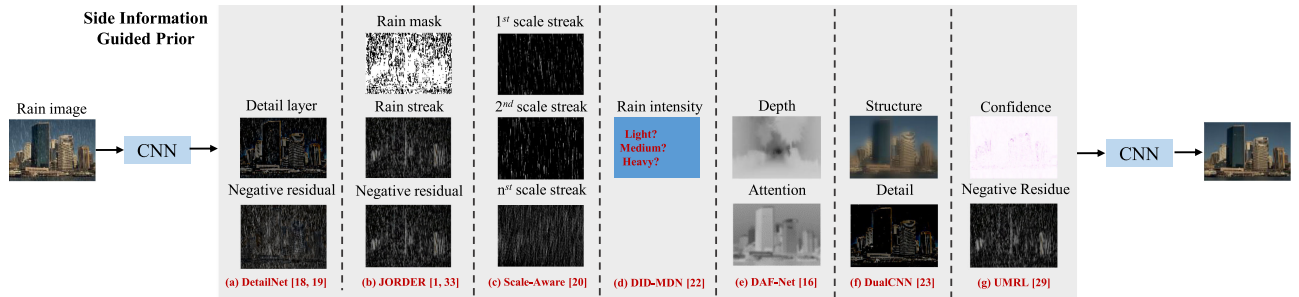 Side Information
Guided Prior
Rain image
CNN
Detail layer
Negative residual
(a) DetailNet [18, 19]
Rain mask
Rain streak
Negative residual
(b) JORDER [1, 33]
1st scale streak
2nd scale streak
nst scale streak
(c) Scale-Aware [20]
Rain intensity
Light?
Medium?
Heavy?
(d) DID-MDN [22]
Depth
Attention
(e) DAF-Net [16]
Structure
Detail
(f) DualCNN [23]
Confidence
Negative Residue
(g) UMRL [29]
CNN